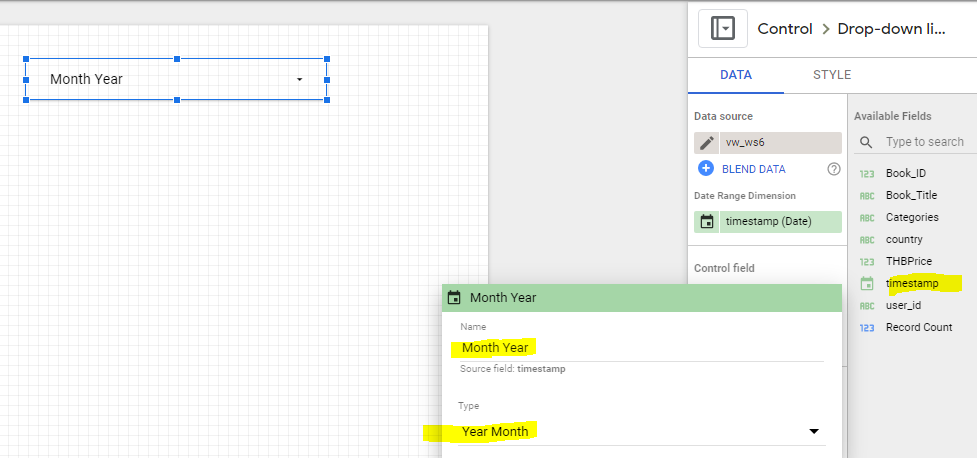 Control > Drop-down li...
Month Year
DATA STYLE
Data source
vw_ws6
BLEND DATA
Date Range Dimension
timestamp (Date)
Control field
Available Fields
Type to search
123 Book_ID
ABC Book_Title
ABC Categories
ABC country
123 THBPrice
timestamp
ABC user_id
123 Record Count
Month Year
Name
Month Year
Source field: timestamp
Type
Year Month